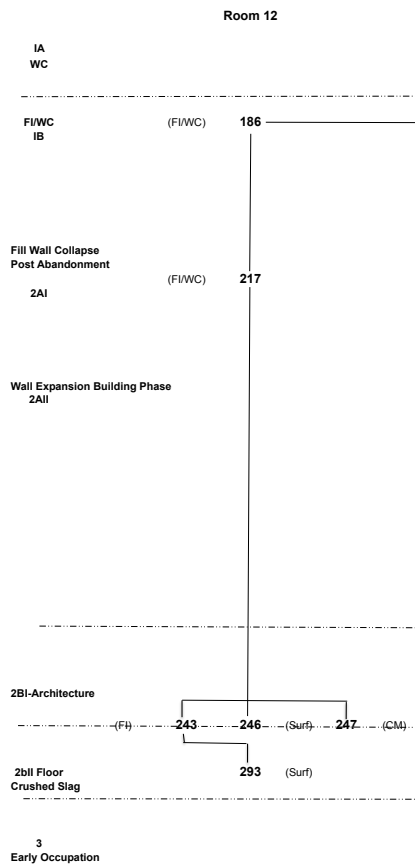 Room 12
IA
WC
FI/WC (FI/WC) 186
IB
Fill Wall Collapse
Post Abandonment
(FI/WC) 217
2AI
Wall Expansion Building Phase
2AII
2BI-Architecture
(FI) 243 246 (Surf) 247 (CM)
2bII Floor 293 (Surf)
Crushed Slag
3
Early Occupation